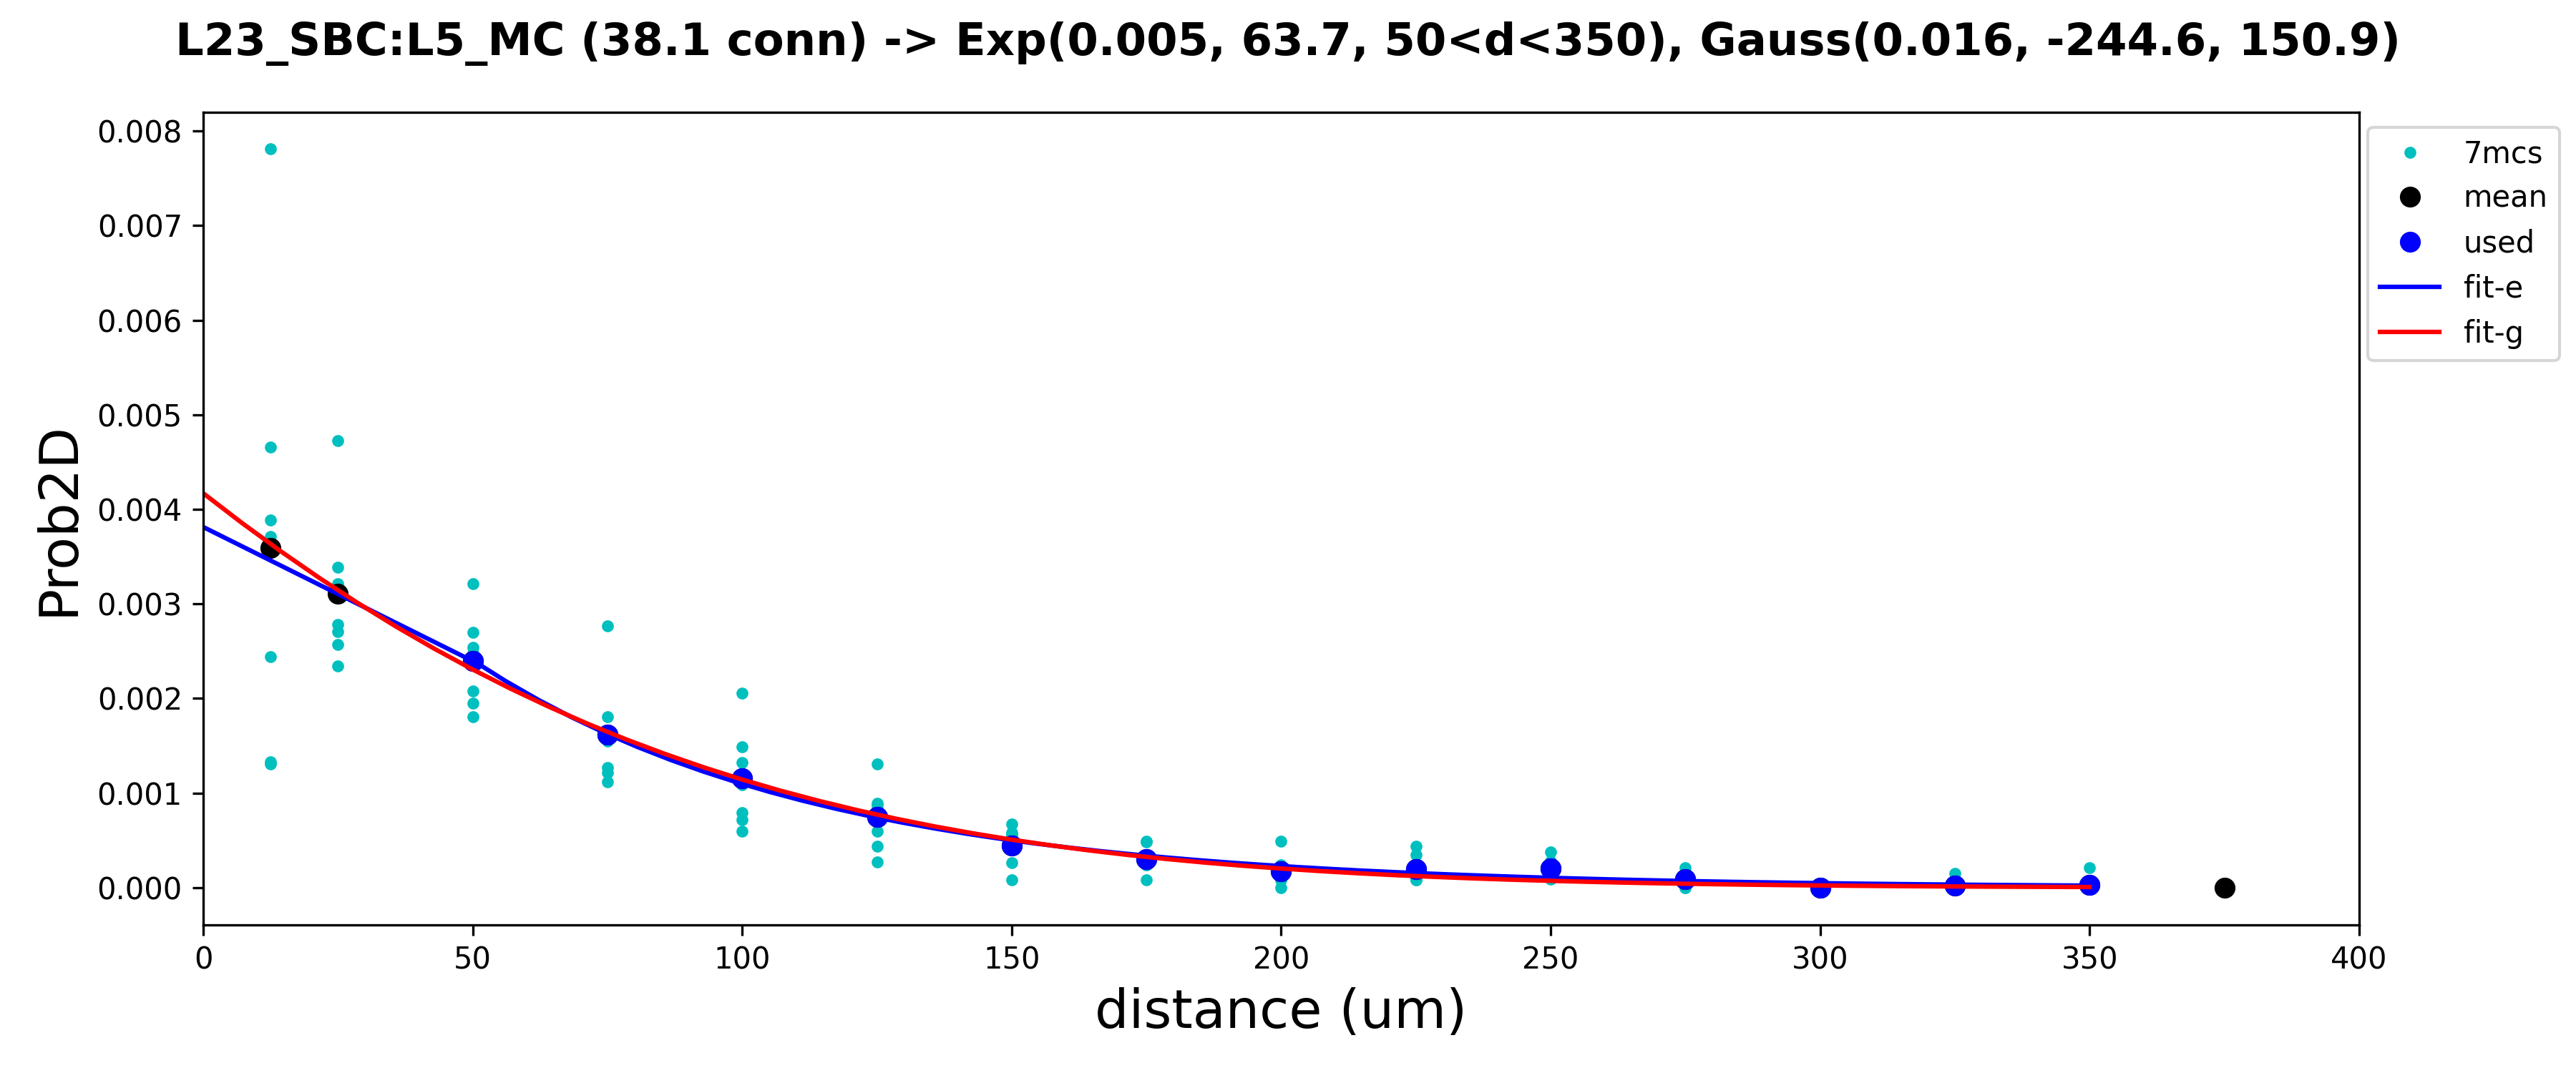 L23_SBC:L5_MC (38.1 conn) -> Exp(0.005, 63.7, 50<d<350), Gauss(0.016, -244.6, 150.9)
0.008
0.007
0.006
0.005
0.004
0.003
0.002
0.001
0.000
Prob2D
0 50 100 150 200 250 300 350 400
distance (um)
7mcs
mean
used
fit-e
fit-g